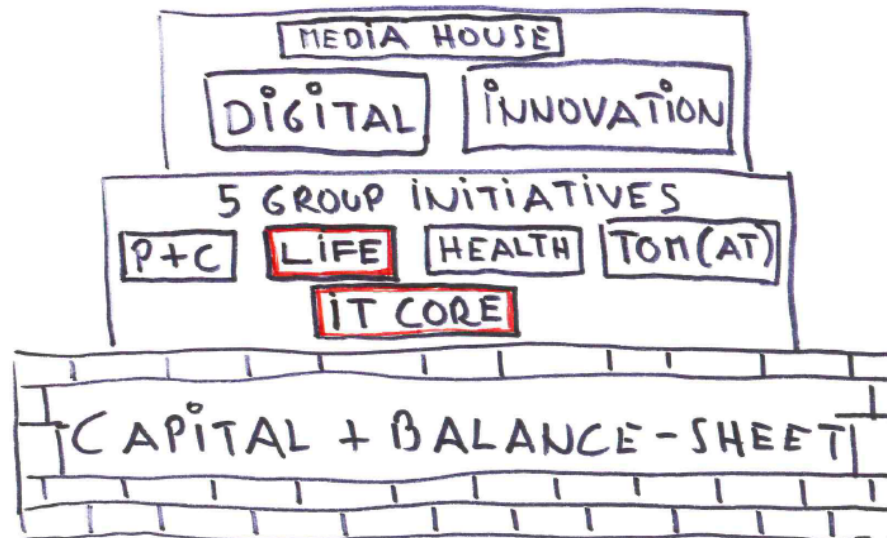 MEDIA HOUSE
DIGITAL INNOVATION
5 GROUP INITIATIVES
P+C LIFE HEALTH TOM(AT)
IT CORE
CAPITAL + BALANCE-SHEET